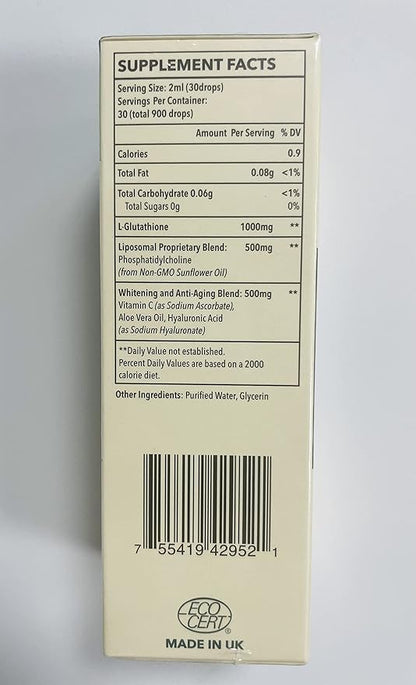 SUPPLEMENT FACTS
Serving Size: 2ml (30drops)
Servings Per Container:
30 (total 900 drops)
Amount Per Serving % DV
Calories 0.9
Total Fat 0.08g <1%
Total Carbohydrate 0.06g <1%
Total Sugars 0g 0%
L-Glutathione 1000mg **
Liposomal Proprietary Blend: 500mg **
Phosphatidylcholine
(from Non-GMO Sunflower Oil)
Whitening and Anti-Aging Blend: 500mg **
Vitamin C (as Sodium Ascorbate),
Aloe Vera Oil, Hyaluronic Acid
(as Sodium Hyaluronate)
**Daily Value not established.
Percent Daily Values are based on a 2000
calorie diet.
Other Ingredients: Purified Water, Glycerin
7 55419 42952 1
ECO
CERT®
MADE IN UK